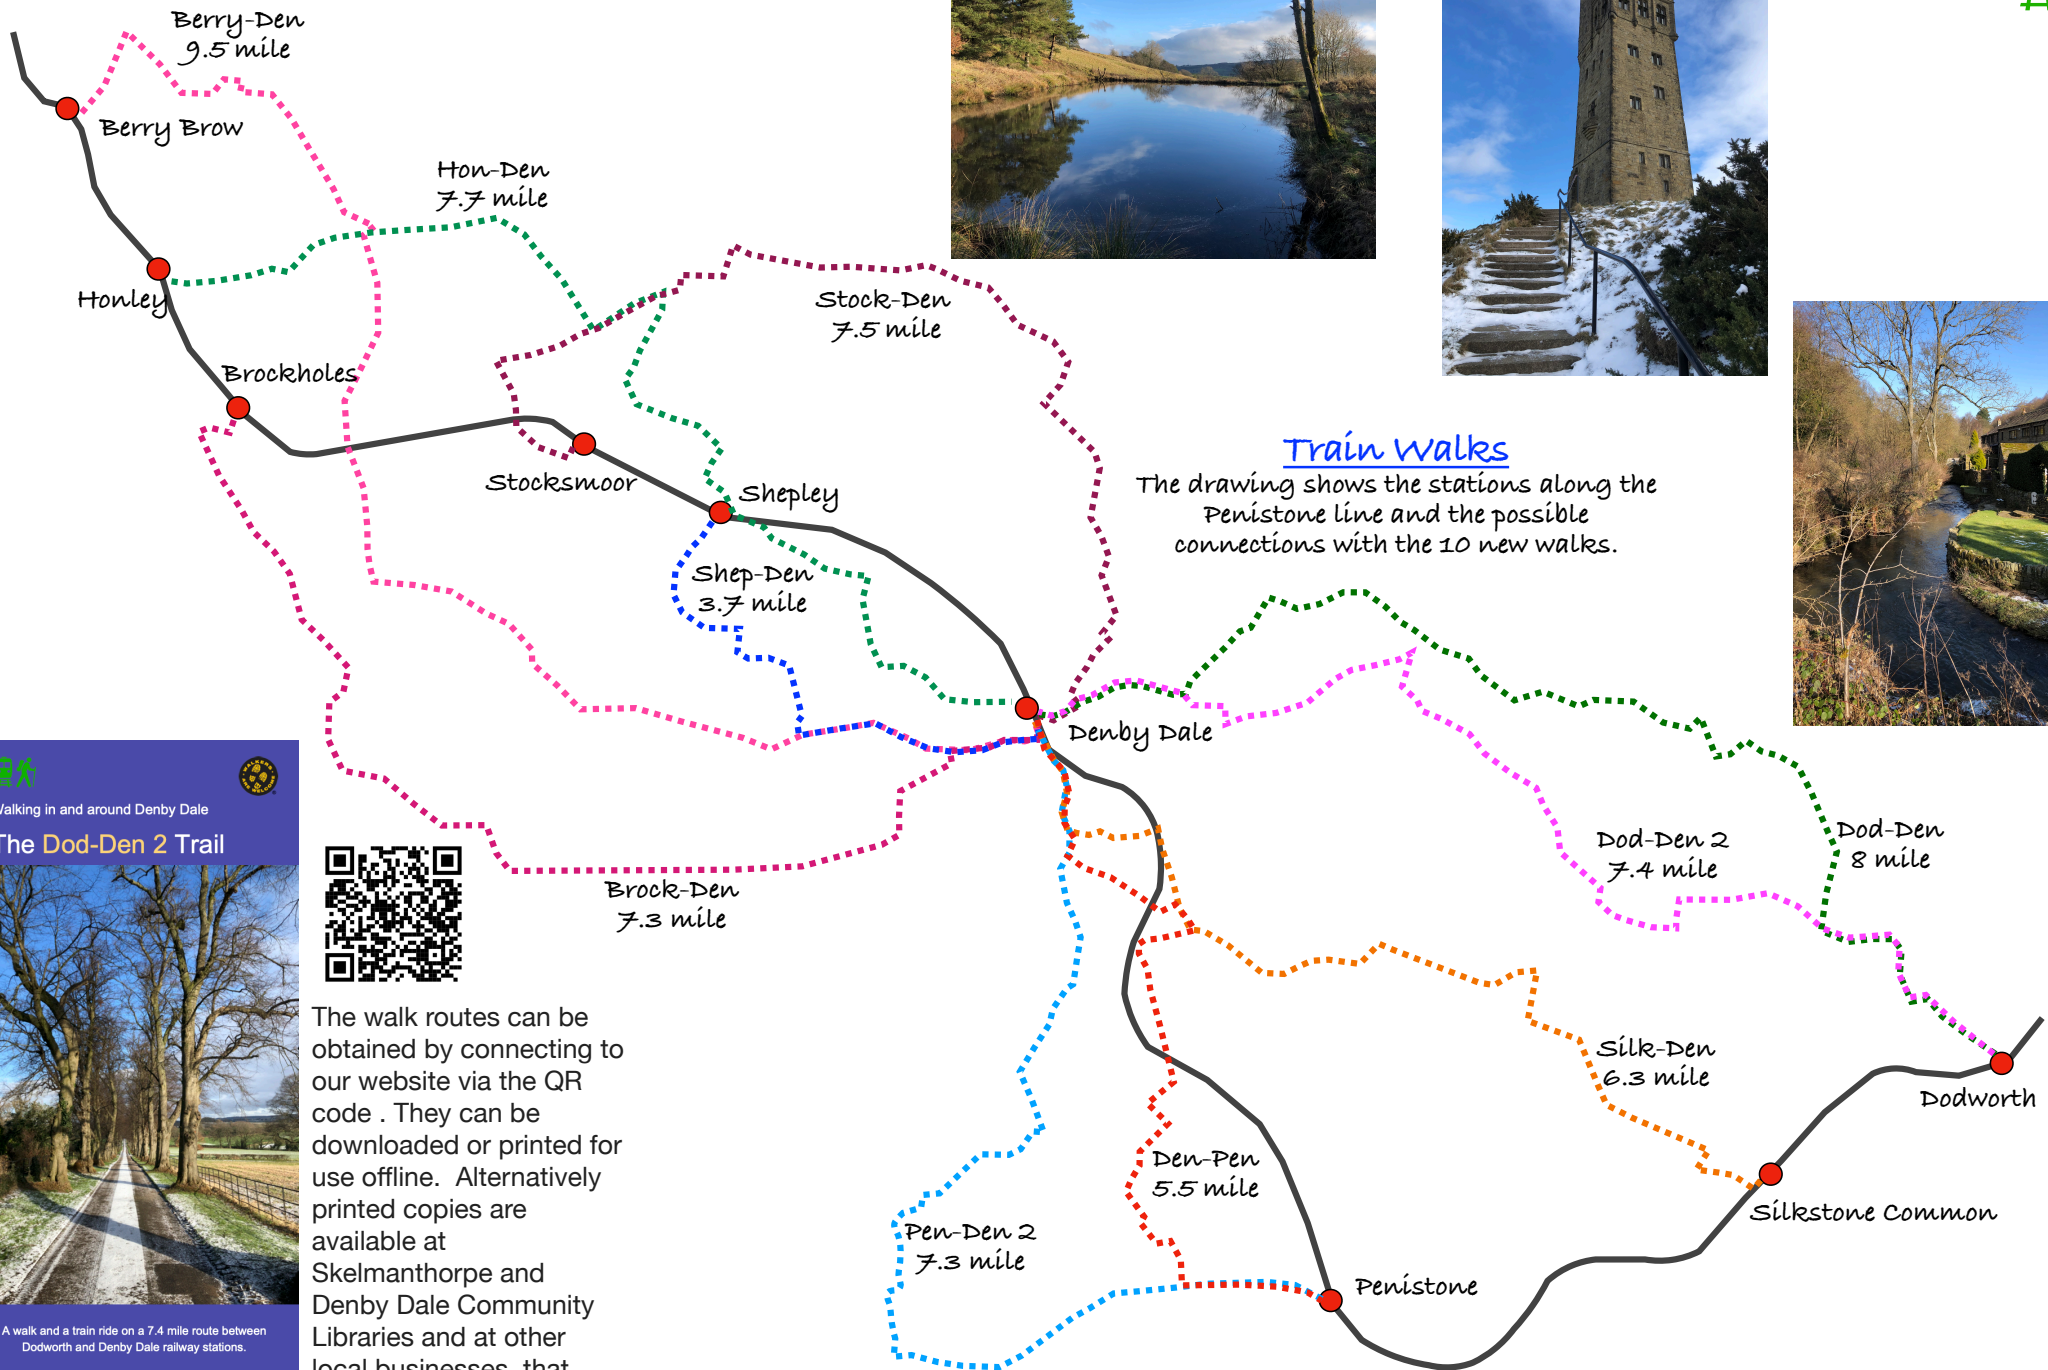 Berry-Den
9.5 mile
Berry Brow
Hon-Den
7.7 mile
Honley
Stock-Den
7.5 mile
Brockholes
Train Walks
The drawing shows the stations along the
Penistone line and the possible
connections with the 10 new walks.
Stocksmoor
Shepley
Shep-Den
3.7 mile
Denby Dale
Dod-Den 2
7.4 mile
Dod-Den
8 mile
Brock-Den
7.3 mile
Silk-Den
6.3 mile
Dodworth
Den-Pen
5.5 mile
Silkstone Common
Pen-Den 2
7.3 mile
Penistone
WALKERS
ARE WELCOME
Walking in and around Denby Dale
The Dod-Den 2 Trail
A walk and a train ride on a 7.4 mile route between
Dodworth and Denby Dale railway stations.
The walk routes can be
obtained by connecting to
our website via the QR
code . They can be
downloaded or printed for
use offline.  Alternatively
printed copies are
available at
Skelmanthorpe and
Denby Dale Community
Libraries and at other
local businesses that